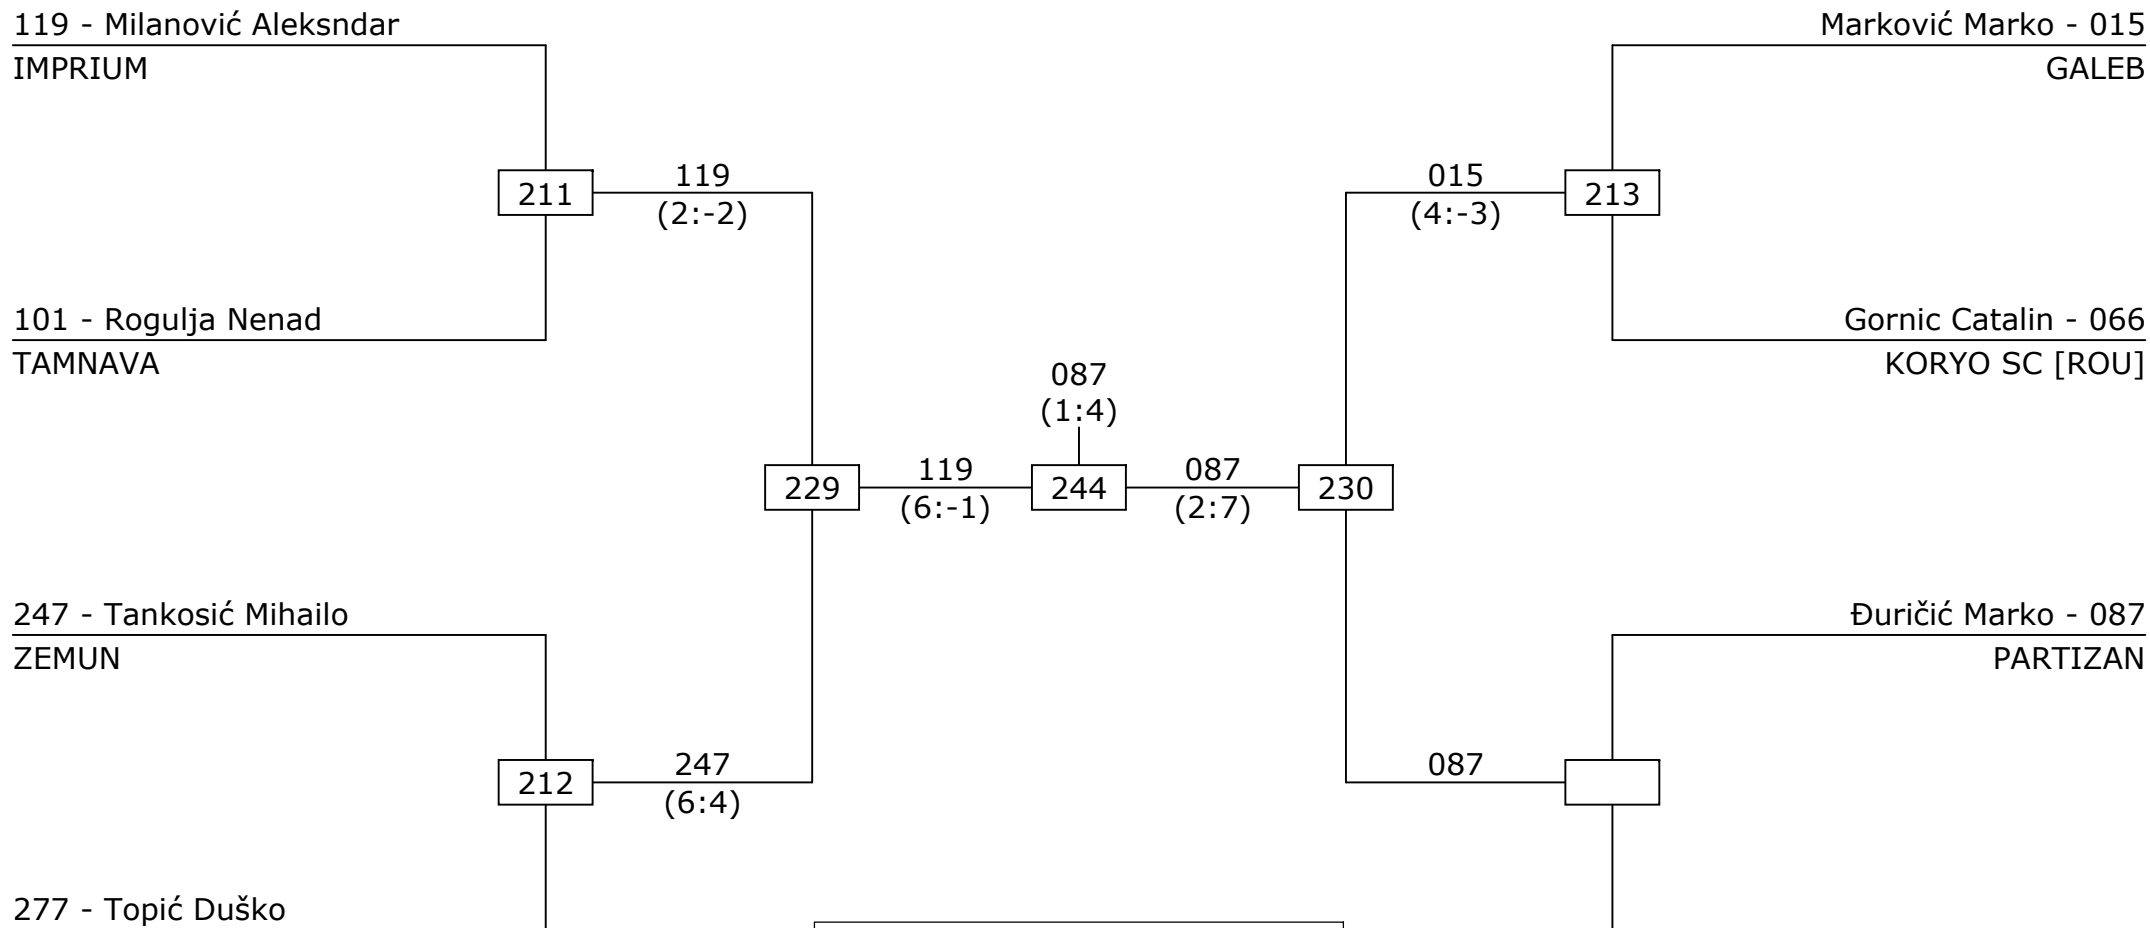 119 - Milanović Aleksndar
IMPRIUM
Marković Marko - 015
GALEB
211
119
(2:-2)
015
(4:-3)
213
101 - Rogulja Nenad
TAMNAVA
Gornic Catalin - 066
KORYO SC [ROU]
087
(1:4)
229
119
(6:-1)
244
087
(2:7)
230
247 - Tankosić Mihailo
ZEMUN
Đuričić Marko - 087
PARTIZAN
212
247
(6:4)
087
277 - Topić Duško